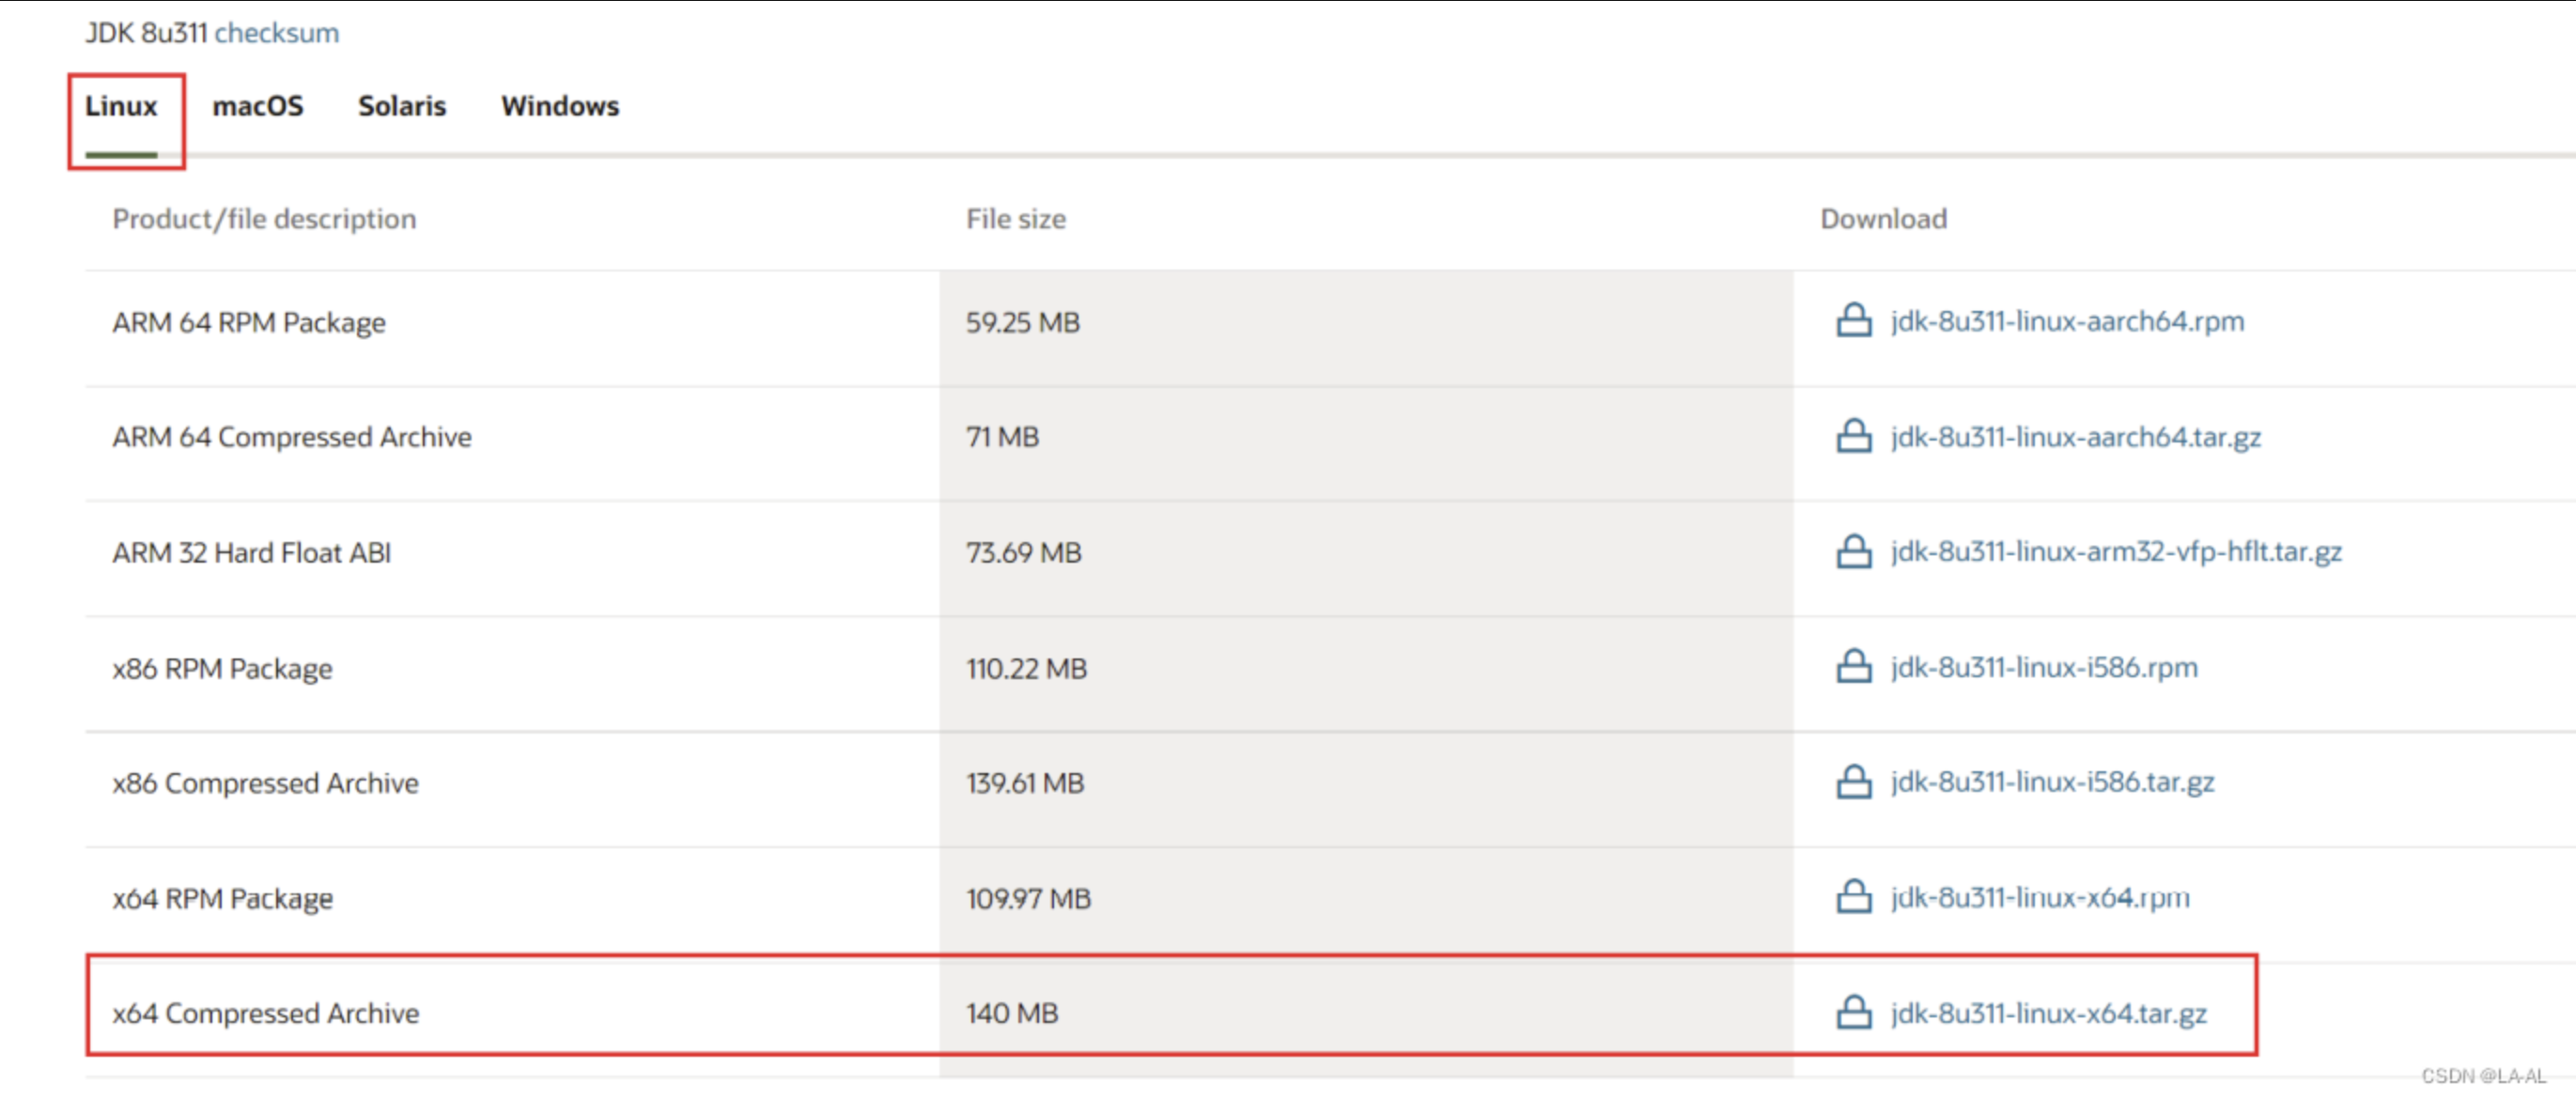 JDK 8u311 checksum
Linux macOS Solaris Windows
Product/file description File size Download
ARM 64 RPM Package 59.25 MB jdk-8u311-linux-aarch64.rpm
ARM 64 Compressed Archive 71 MB jdk-8u311-linux-aarch64.tar.gz
ARM 32 Hard Float ABI 73.69 MB jdk-8u311-linux-arm32-vfp-hflt.tar.gz
x86 RPM Package 110.22 MB jdk-8u311-linux-i586.rpm
x86 Compressed Archive 139.61 MB jdk-8u311-linux-i586.tar.gz
x64 RPM Package 109.97 MB jdk-8u311-linux-x64.rpm
x64 Compressed Archive 140 MB jdk-8u311-linux-x64.tar.gz
CSDN @LA-AL